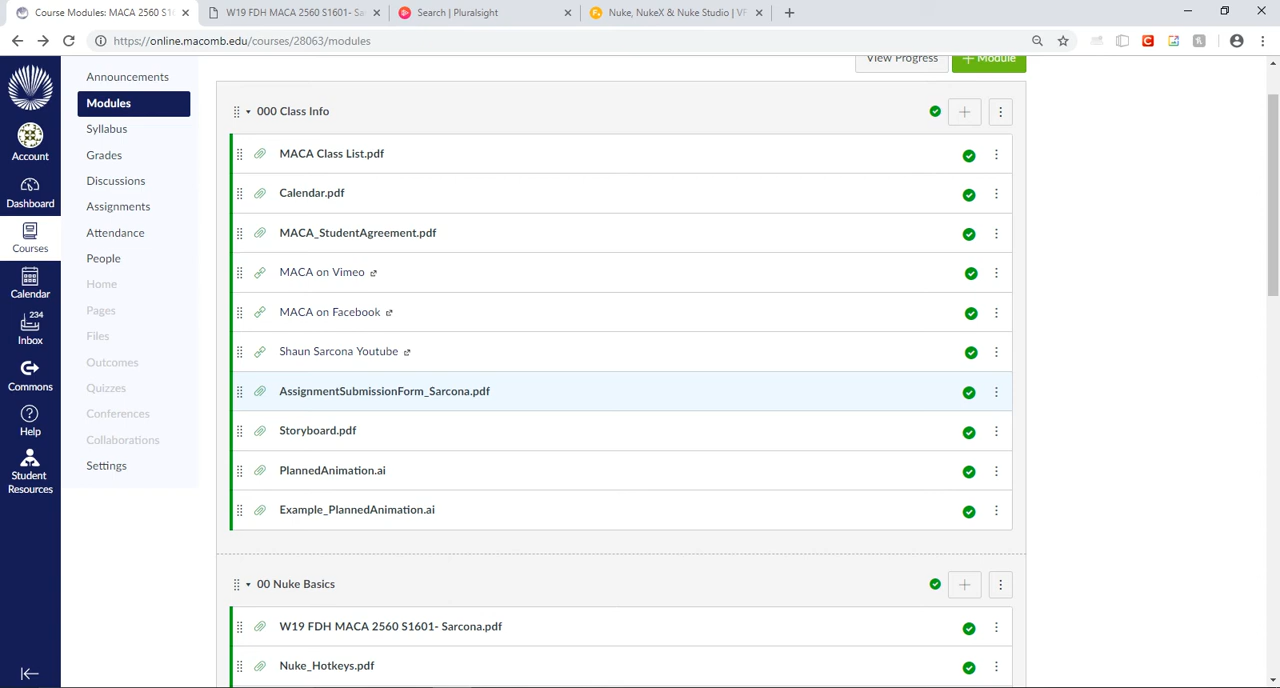 Course Modules: MACA 2560 S1
W19 FDH MACA 2560 S1601- Sa
Search | Pluralsight
Nuke, NukeX & Nuke Studio | VF
https://online.macomb.edu/courses/28063/modules
View Progress
+ Module
Account
Dashboard
Courses
Calendar
234
Inbox
Commons
Help
Student
Resources
Announcements
Modules
Syllabus
Grades
Discussions
Assignments
Attendance
People
Home
Pages
Files
Outcomes
Quizzes
Conferences
Collaborations
Settings
000 Class Info
MACA Class List.pdf
Calendar.pdf
MACA_StudentAgreement.pdf
MACA on Vimeo
MACA on Facebook
Shaun Sarcona Youtube
AssignmentSubmissionForm_Sarcona.pdf
Storyboard.pdf
PlannedAnimation.ai
Example_PlannedAnimation.ai
00 Nuke Basics
W19 FDH MACA 2560 S1601- Sarcona.pdf
Nuke_Hotkeys.pdf